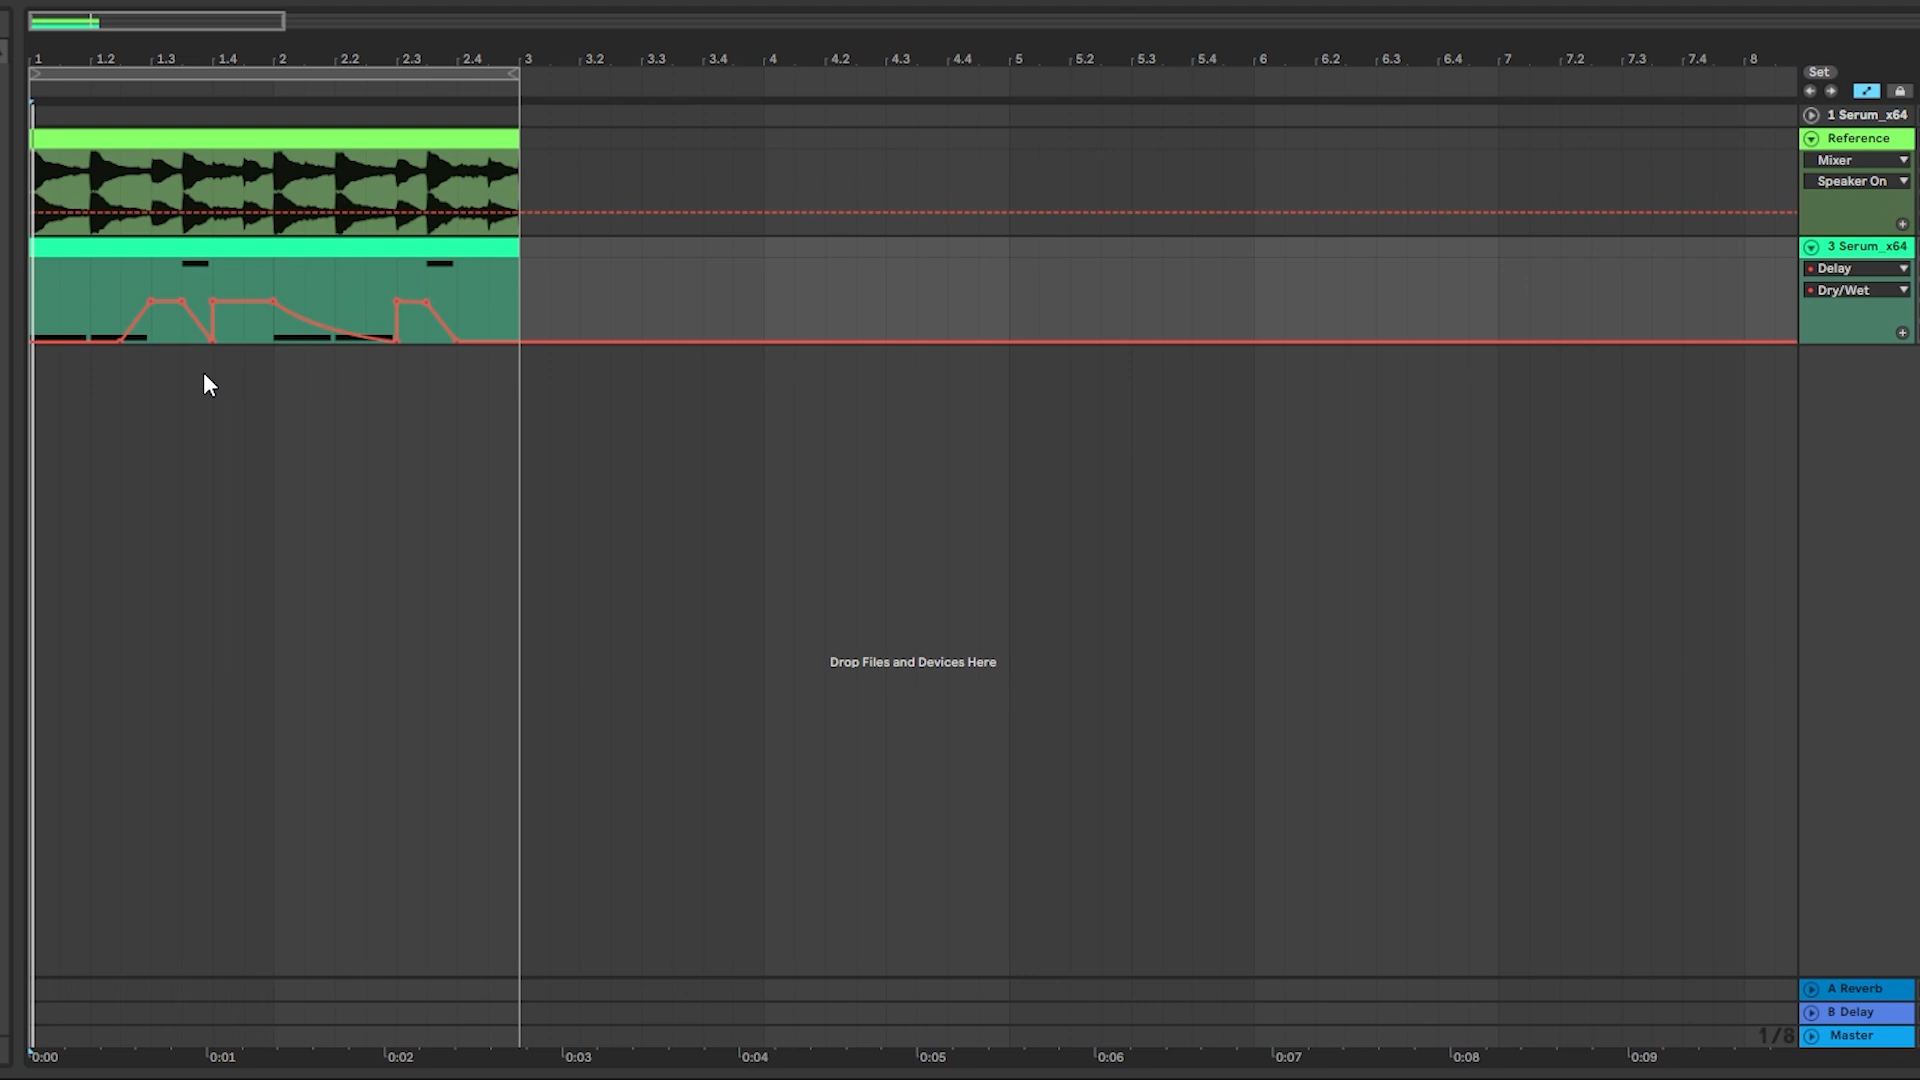 1 1.2 1.3 1.4 2 2.2 2.3 2.4 3 3.2 3.3 3.4 4 4.2 4.3 4.4 5 5.2 5.3 5.4 6 6.2 6.3 6.4 7 7.2 7.3 7.4 8
Set
1 Serum_x64
Reference
Mixer
Speaker On
3 Serum_x64
Delay
Dry/Wet
Drop Files and Devices Here
A Reverb
B Delay
1/8
Master
0:00 0:01 0:02 0:03 0:04 0:05 0:06 0:07 0:08 0:09